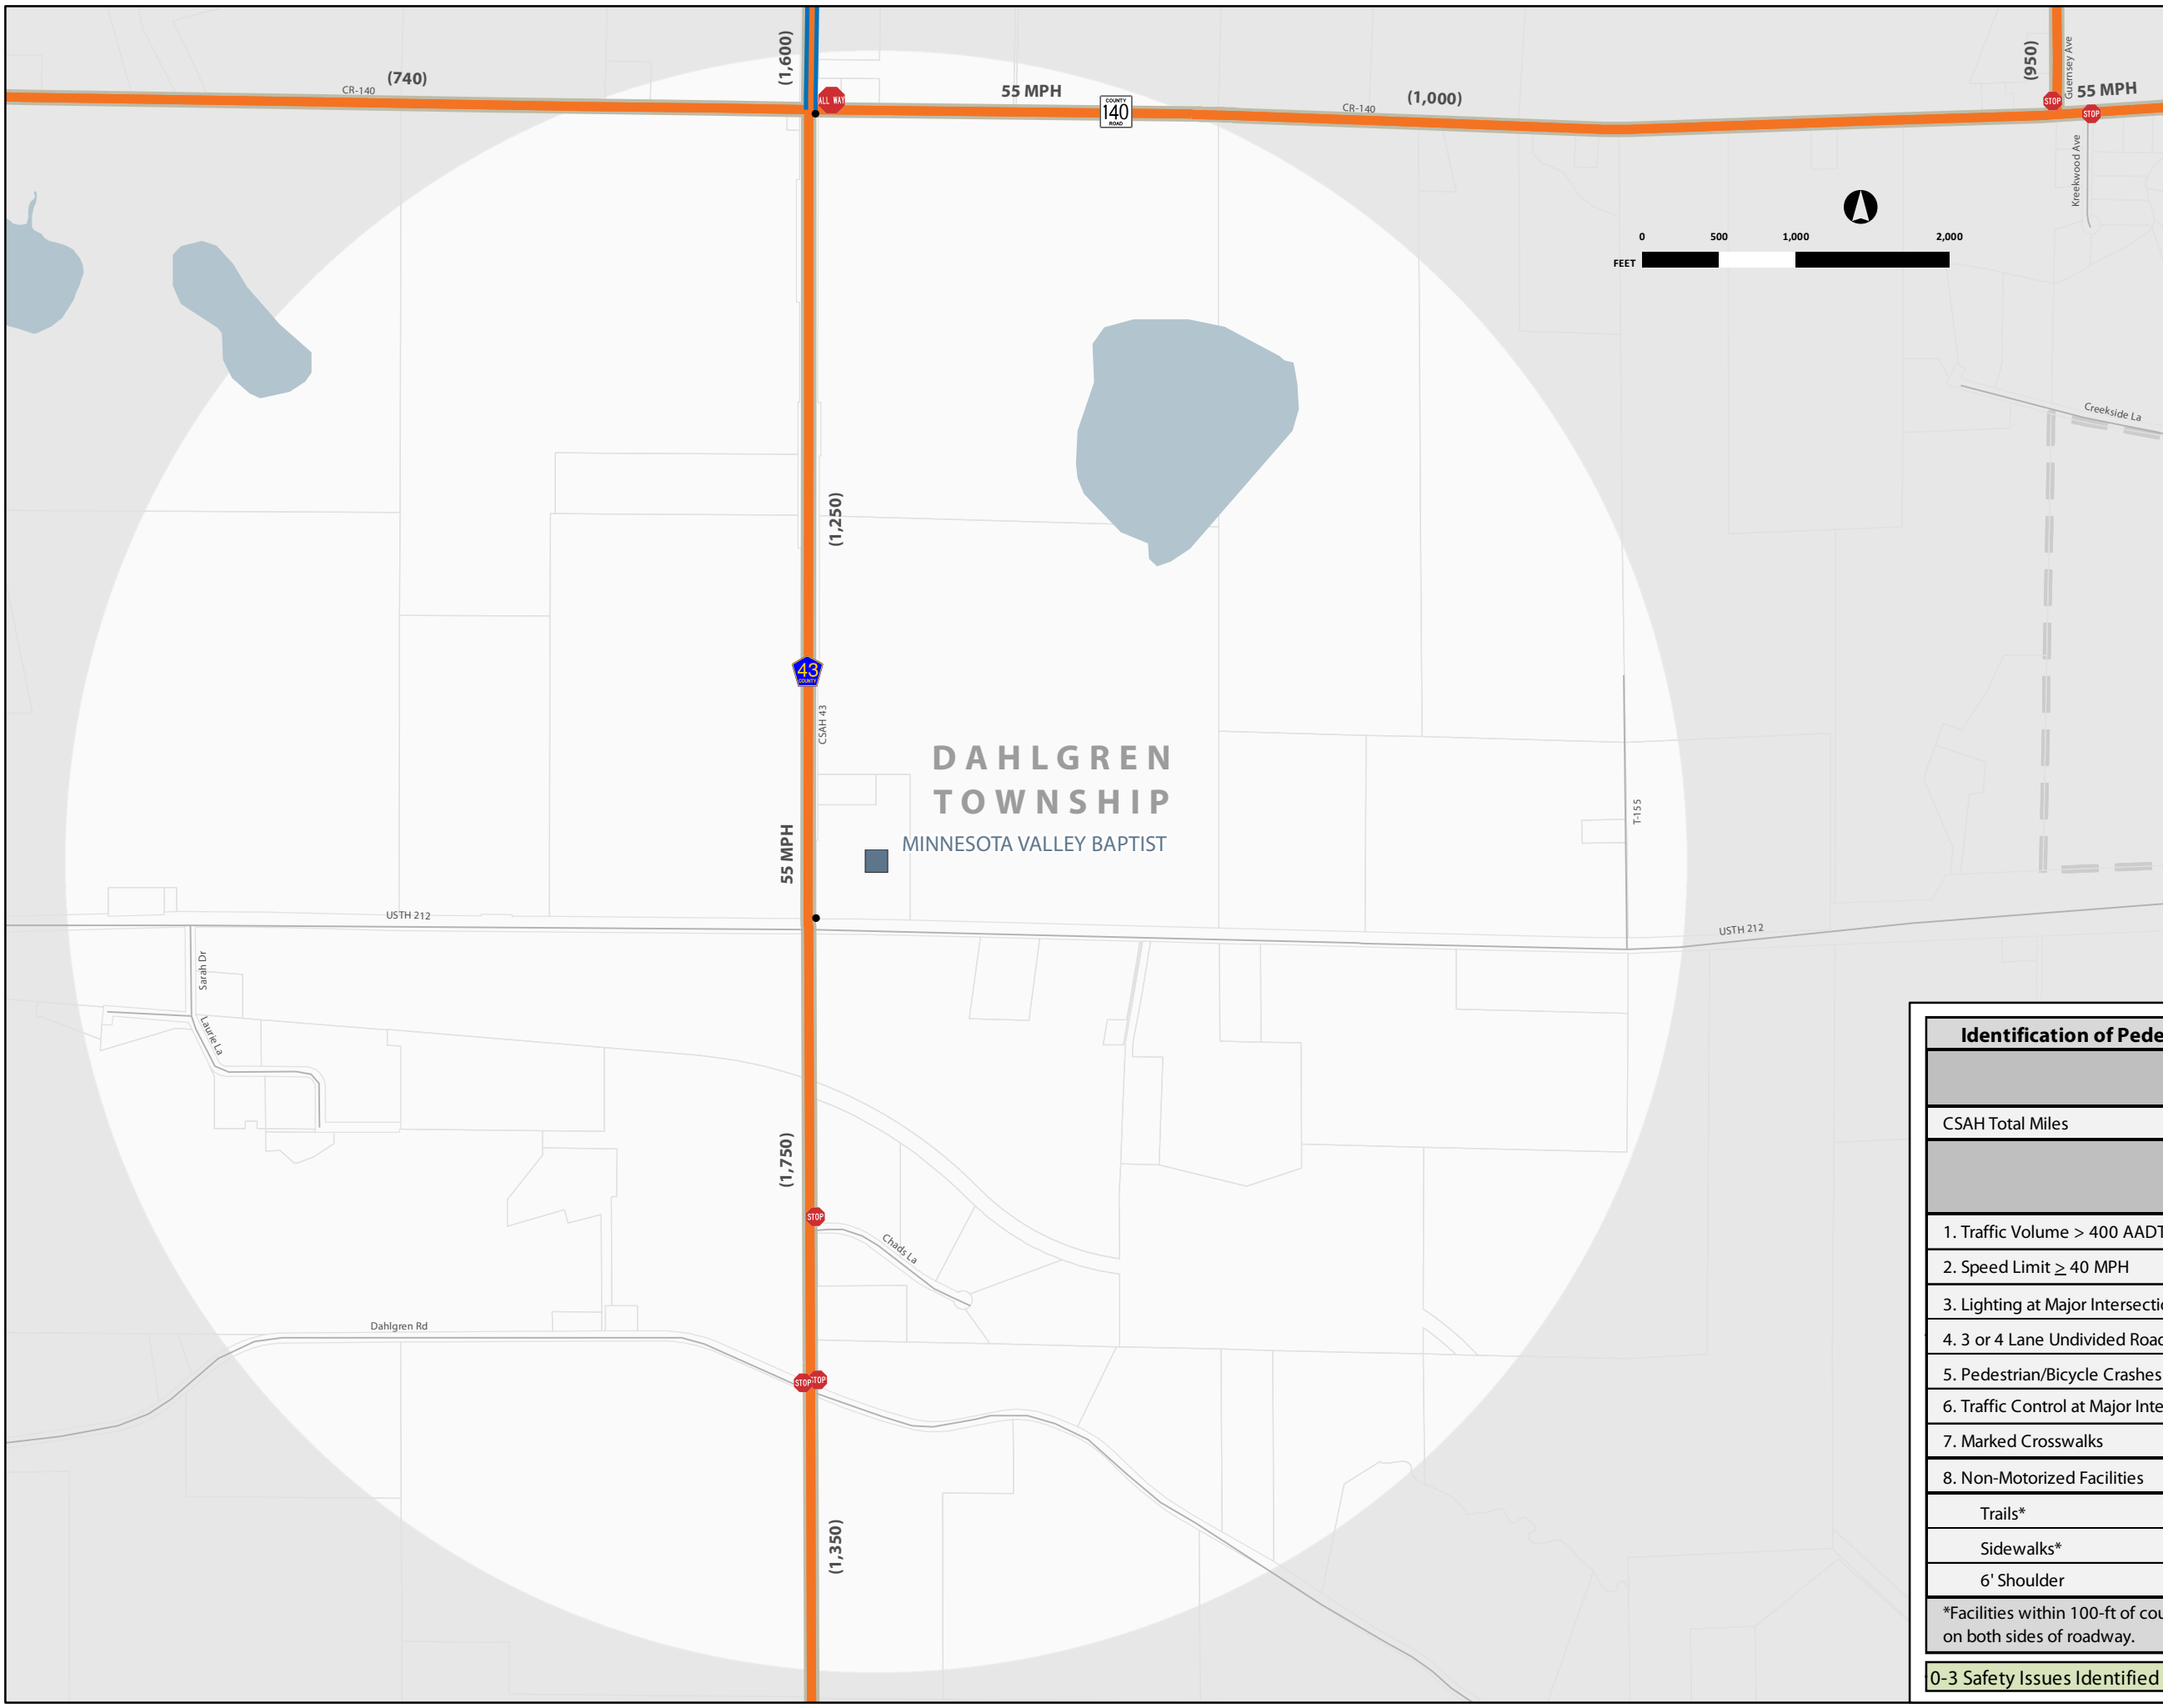 (740)
CR-140
(1,600)
ALL WAY
55 MPH
COUNTY
140
ROAD
CR-140
(1,000)
(950)
Guernsey Ave
STOP
55 MPH
STOP
Kreekwood Ave
0 500 1,000 2,000
FEET
Creekside La
(1,250)
43
COUNTY
CSAH 43
DAHLGREN
TOWNSHIP
MINNESOTA VALLEY BAPTIST
55 MPH
T-155
USTH 212
USTH 212
Sarah Dr
Laurie La
(1,750)
STOP
Chads La
Dahlgren Rd
STOP
STOP
(1,350)
Identification of Pede
CSAH Total Miles
1. Traffic Volume > 400 AADT
2. Speed Limit ≥ 40 MPH
3. Lighting at Major Intersecti
4. 3 or 4 Lane Undivided Road
5. Pedestrian/Bicycle Crashes
6. Traffic Control at Major Inte
7. Marked Crosswalks
8. Non-Motorized Facilities
Trails*
Sidewalks*
6' Shoulder
*Facilities within 100-ft of cou
on both sides of roadway.
0-3 Safety Issues Identified